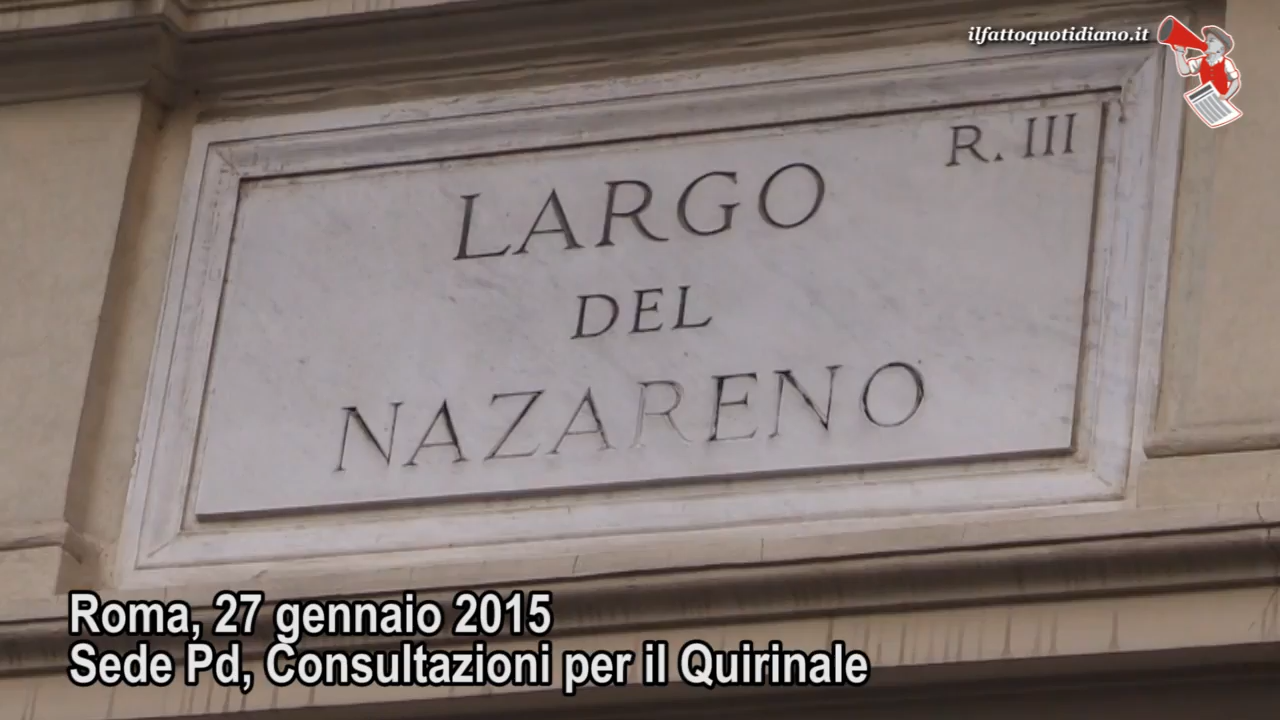 ilfattoquotidiano.it
R. III
LARGO
DEL
NAZARENO
Roma, 27 gennaio 2015
Sede Pd, Consultazioni per il Quirinale